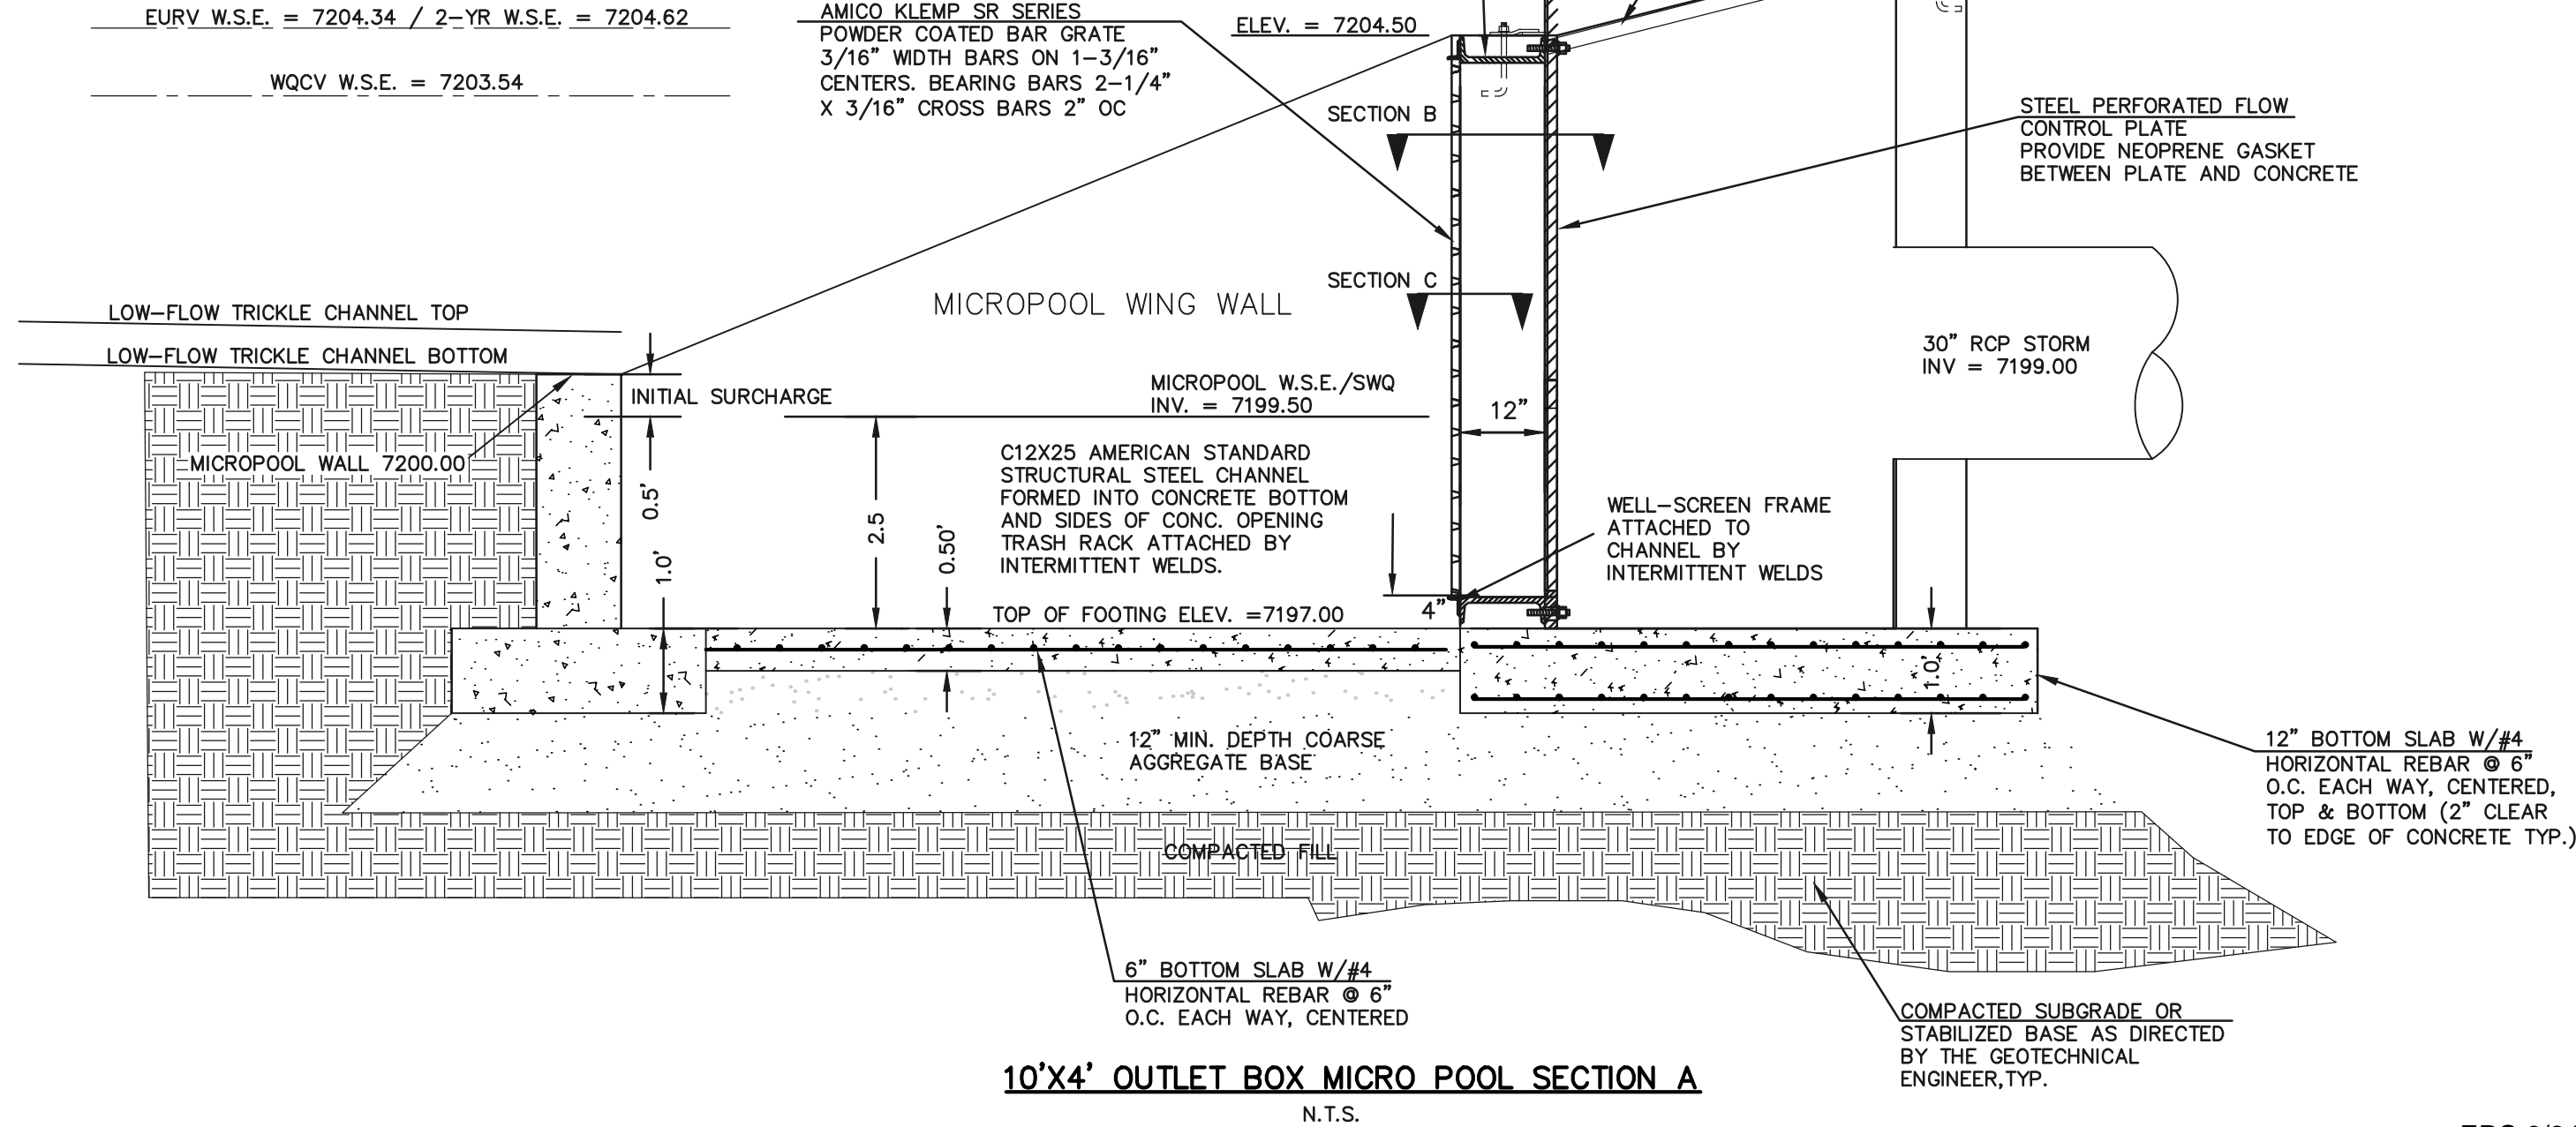 EURV W.S.E. = 7204.34 / 2-YR W.S.E. = 7204.62
WQCV W.S.E. = 7203.54
AMICO KLEMP SR SERIES
POWDER COATED BAR GRATE
3/16" WIDTH BARS ON 1-3/16"
CENTERS. BEARING BARS 2-1/4"
X 3/16" CROSS BARS 2" OC
ELEV. = 7204.50
SECTION B
STEEL PERFORATED FLOW
CONTROL PLATE
PROVIDE NEOPRENE GASKET
BETWEEN PLATE AND CONCRETE
SECTION C
MICROPOOL WING WALL
LOW-FLOW TRICKLE CHANNEL TOP
LOW-FLOW TRICKLE CHANNEL BOTTOM
30" RCP STORM
INV = 7199.00
INITIAL SURCHARGE
MICROPOOL W.S.E./SWQ
INV. = 7199.50
12"
MICROPOOL WALL 7200.00
0.5'
1.0'
2.5
0.50'
C12X25 AMERICAN STANDARD
STRUCTURAL STEEL CHANNEL
FORMED INTO CONCRETE BOTTOM
AND SIDES OF CONC. OPENING
TRASH RACK ATTACHED BY
INTERMITTENT WELDS.
WELL-SCREEN FRAME
ATTACHED TO
CHANNEL BY
INTERMITTENT WELDS
TOP OF FOOTING ELEV. =7197.00
4"
1.0'
12" MIN. DEPTH COARSE
AGGREGATE BASE
12" BOTTOM SLAB W/#4
HORIZONTAL REBAR @ 6"
O.C. EACH WAY, CENTERED,
TOP & BOTTOM (2" CLEAR
TO EDGE OF CONCRETE TYP.)
COMPACTED FILL
6" BOTTOM SLAB W/#4
HORIZONTAL REBAR @ 6"
O.C. EACH WAY, CENTERED
COMPACTED SUBGRADE OR
STABILIZED BASE AS DIRECTED
BY THE GEOTECHNICAL
ENGINEER,TYP.
10'X4' OUTLET BOX MICRO POOL SECTION A
N.T.S.